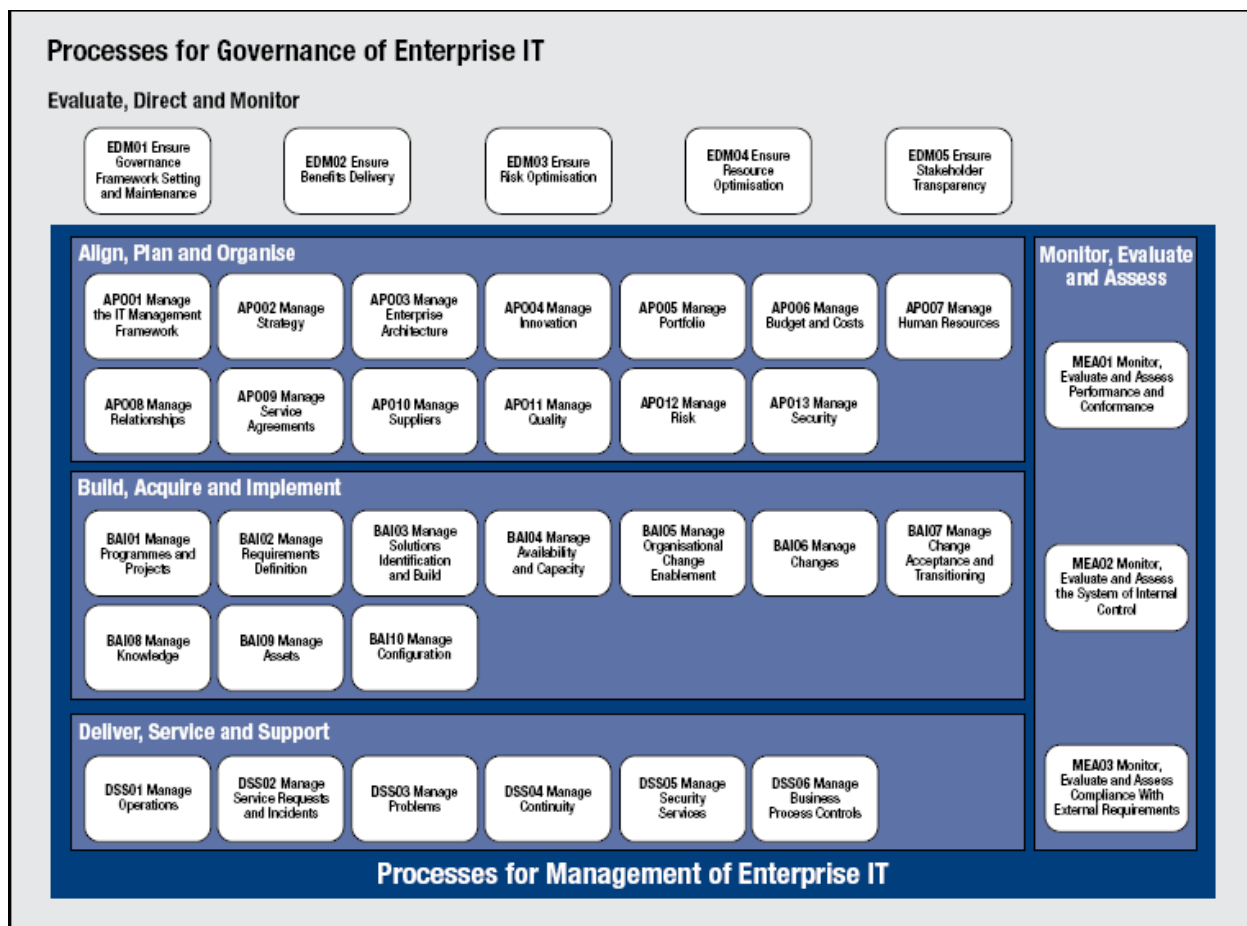 Processes for Governance of Enterprise IT
Evaluate, Direct and Monitor
EDM01 Ensure
Governance
Framework Setting
and Maintenance
EDM02 Ensure
Benefits Delivery
EDM03 Ensure
Risk Optimisation
EDM04 Ensure
Resource
Optimisation
EDM05 Ensure
Stakeholder
Transparency
Align, Plan and Organise
APO01 Manage
the IT Management
Framework
APO02 Manage
Strategy
APO03 Manage
Enterprise
Architecture
APO04 Manage
Innovation
APO05 Manage
Portfolio
APO06 Manage
Budget and Costs
APO07 Manage
Human Resources
APO08 Manage
Relationships
APO09 Manage
Service
Agreements
APO10 Manage
Suppliers
APO11 Manage
Quality
APO12 Manage
Risk
APO13 Manage
Security
Build, Acquire and Implement
BAI01 Manage
Programmes and
Projects
BAI02 Manage
Requirements
Definition
BAI03 Manage
Solutions
Identification
and Build
BAI04 Manage
Availability
and Capacity
BAI05 Manage
Organisational
Change
Enablement
BAI06 Manage
Changes
BAI07 Manage
Change
Acceptance and
Transitioning
BAI08 Manage
Knowledge
BAI09 Manage
Assets
BAI10 Manage
Configuration
Deliver, Service and Support
DSS01 Manage
Operations
DSS02 Manage
Service Requests
and Incidents
DSS03 Manage
Problems
DSS04 Manage
Continuity
DSS05 Manage
Security
Services
DSS06 Manage
Business
Process Controls
Monitor, Evaluate
and Assess
MEA01 Monitor,
Evaluate and Assess
Performance and
Conformance
MEA02 Monitor,
Evaluate and Assess
the System of Internal
Control
MEA03 Monitor,
Evaluate and Assess
Compliance With
External Requirements
Processes for Management of Enterprise IT